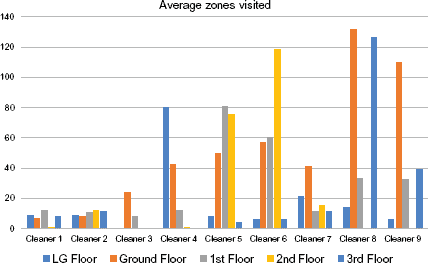 Average zones visited
140
120
100
80
60
40
20
0
Cleaner 1 Cleaner 2 Cleaner 3 Cleaner 4 Cleaner 5 Cleaner 6 Cleaner 7 Cleaner 8 Cleaner 9
LG Floor Ground Floor 1st Floor 2nd Floor 3rd Floor